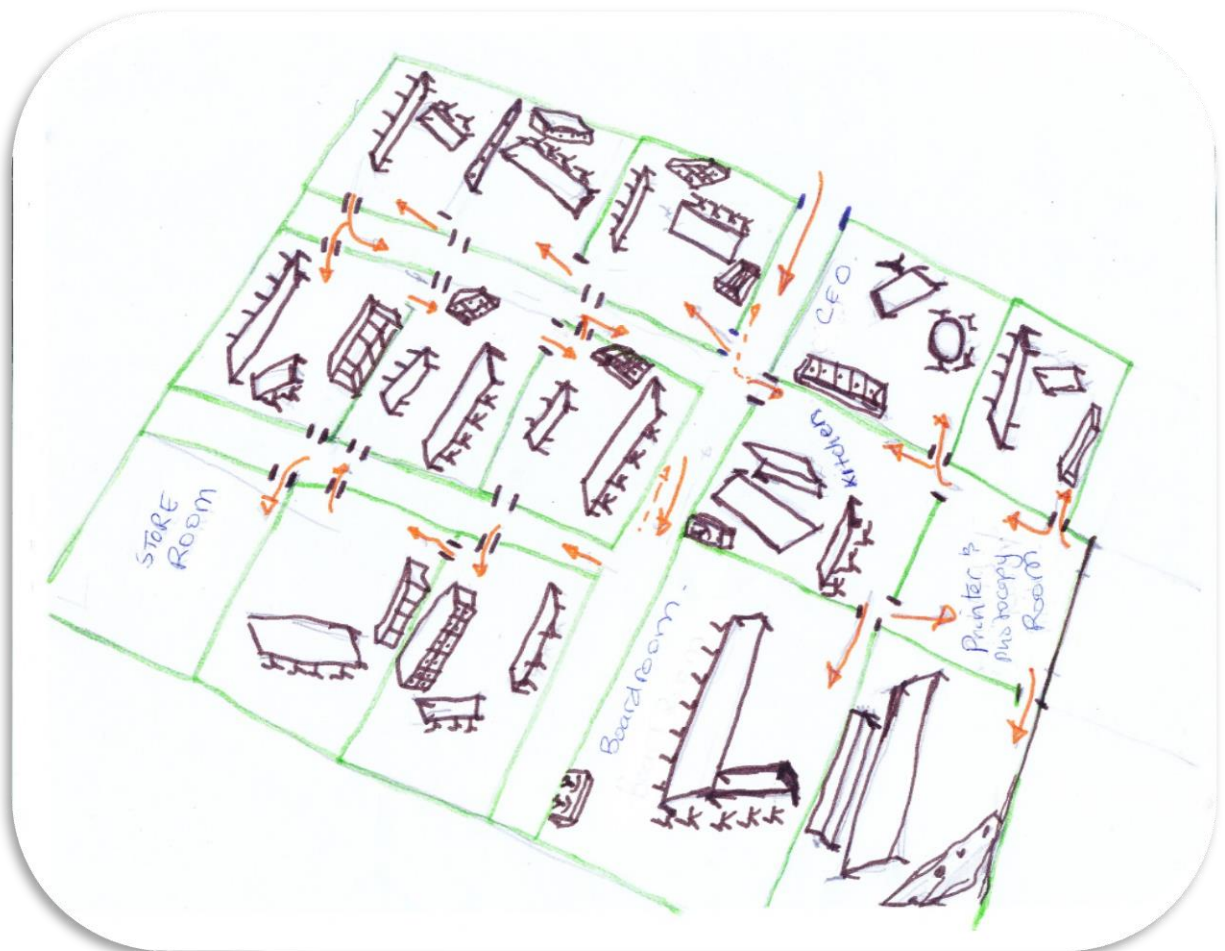 CEO.
Kitchen
STORE
ROOM
Boardroom.
Printer &
photocopy
Room